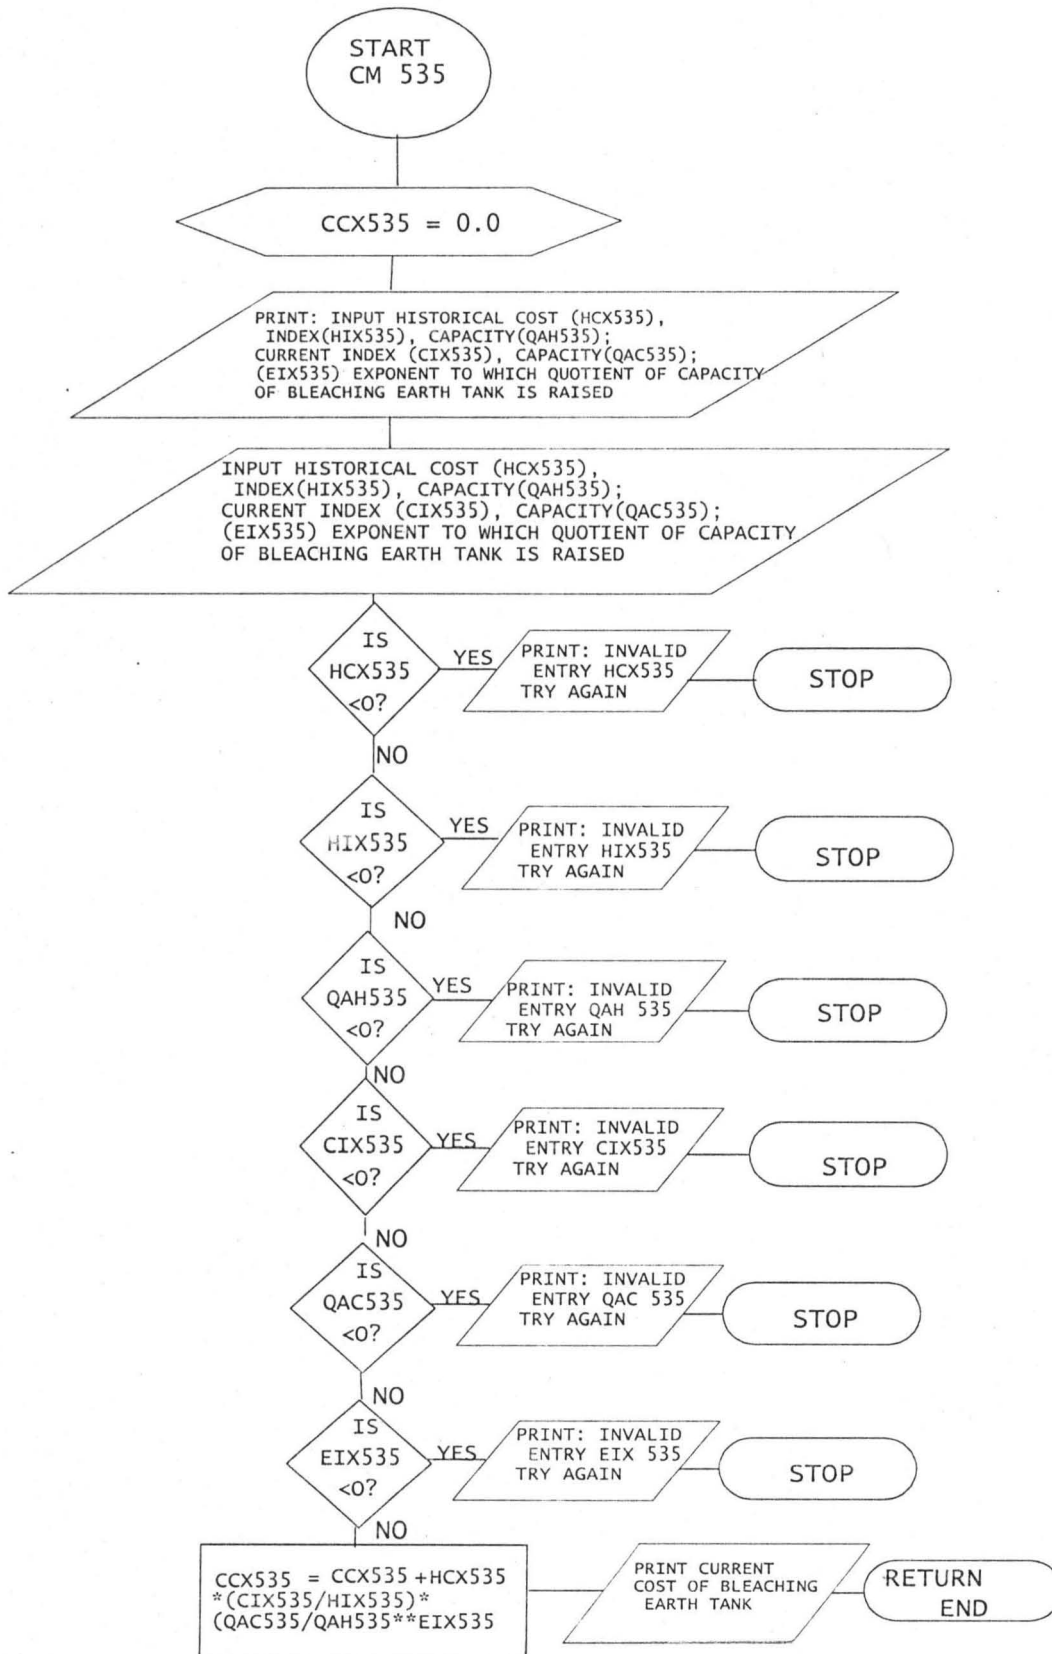 START
CM 535
CCX535 = 0.0
PRINT: INPUT HISTORICAL COST (HCX535),
INDEX(HIX535), CAPACITY(QAH535);
CURRENT INDEX (CIX535), CAPACITY(QAC535);
(EIX535) EXPONENT TO WHICH QUOTIENT OF CAPACITY
OF BLEACHING EARTH TANK IS RAISED
INPUT HISTORICAL COST (HCX535),
INDEX(HIX535), CAPACITY(QAH535);
CURRENT INDEX (CIX535), CAPACITY(QAC535);
(EIX535) EXPONENT TO WHICH QUOTIENT OF CAPACITY
OF BLEACHING EARTH TANK IS RAISED
IS
HCX535
<0?
YES
PRINT: INVALID
ENTRY HCX535
TRY AGAIN
STOP
NO
IS
HIX535
<0?
YES
PRINT: INVALID
ENTRY HIX535
TRY AGAIN
STOP
NO
IS
QAH535
<0?
YES
PRINT: INVALID
ENTRY QAH 535
TRY AGAIN
STOP
NO
IS
CIX535
<0?
YES
PRINT: INVALID
ENTRY CIX535
TRY AGAIN
STOP
NO
IS
QAC535
<0?
YES
PRINT: INVALID
ENTRY QAC 535
TRY AGAIN
STOP
NO
IS
EIX535
<0?
YES
PRINT: INVALID
ENTRY EIX 535
TRY AGAIN
STOP
NO
CCX535 = CCX535 +HCX535
*(CIX535/HIX535)*
(QAC535/QAH535**EIX535
PRINT CURRENT
COST OF BLEACHING
EARTH TANK
RETURN
END